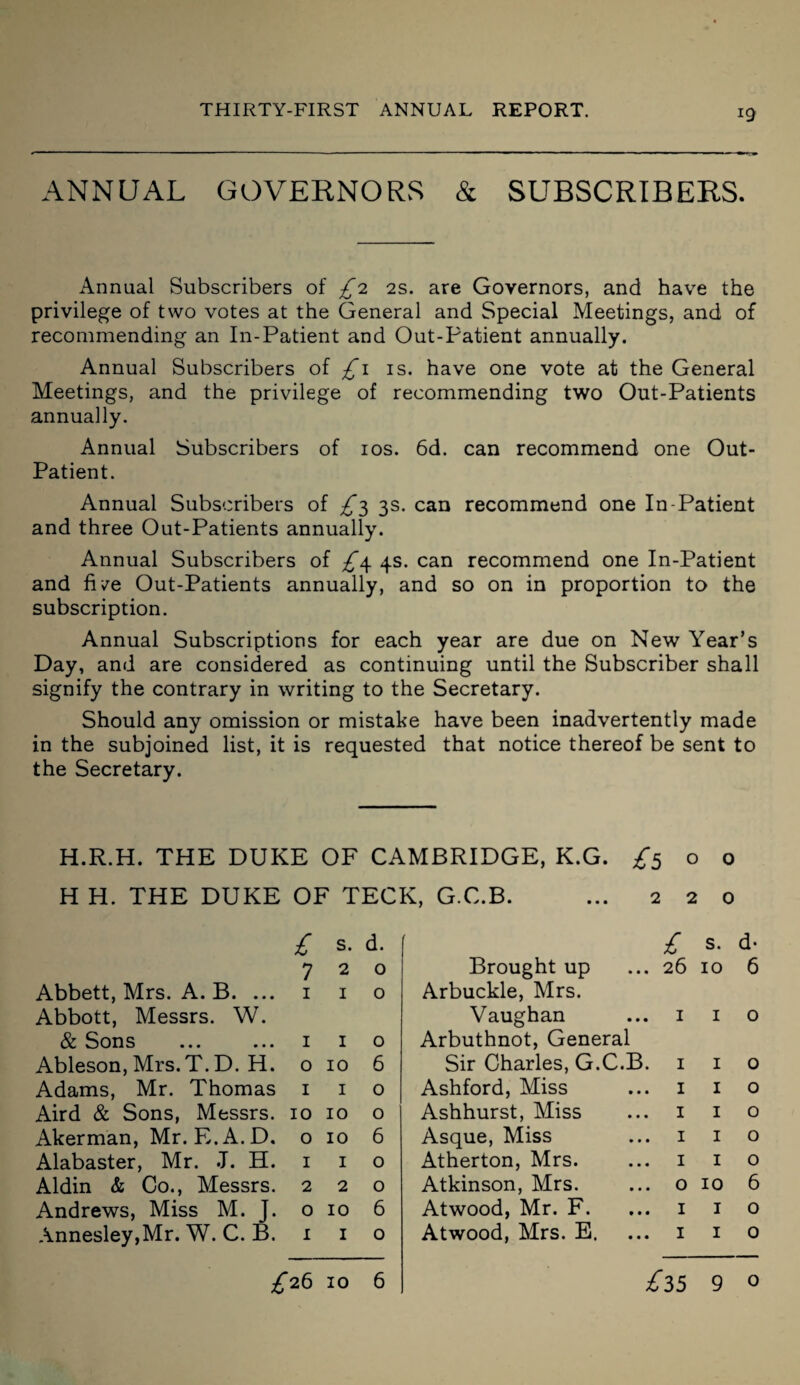 THIRTY-FIRST ANNUAL REPORT. 19
ANNUAL GOVERNORS & SUBSCRIBERS.
Annual Subscribers of £2 2s. are Governors, and have the
privilege of two votes at the General and Special Meetings, and of
recommending an In-Patient and Out-Patient annually.
Annual Subscribers of £1 1s. have one vote at the General
Meetings, and the privilege of recommending two Out-Patients
annually.
Annual Subscribers of 10s. 6d. can recommend one Out-
Patient.
Annual Subscribers of £3 3s. can recommend one In-Patient
and three Out-Patients annually.
Annual Subscribers of £4 4s. can recommend one In-Patient
and five Out-Patients annually, and so on in proportion to the
subscription.
Annual Subscriptions for each year are due on New Year's
Day, and are considered as continuing until the Subscriber shall
signify the contrary in writing to the Secretary.
Should any omission or mistake have been inadvertently made
in the subjoined list, it is requested that notice thereof be sent to
the Secretary.
H.R.H. THE DUKE OF CAMBRIDGE, K.G. £5 0 0
H H. THE DUKE OF TECK, G.C.B. ... 2 2 0
£ s. d.
7 2 0
Abbett, Mrs. A. B. ... 1 1 0
Abbott, Messrs. W.
& Sons ... ... 1 1 0
Ableson, Mrs. T. D. H. 0 10 6
Adams, Mr. Thomas 1 1 0
Aird & Sons, Messrs. 10 10 0
Akerman, Mr. E. A. D. 0 10 6
Alabaster, Mr. J. H. 1 1 0
Aldin & Co., Messrs. 2 2 0
Andrews, Miss M. J. 0 10 6
Annesley, Mr. W. C. B. 1 1 0
£26 10 6
£ s. d.
Brought up ... 26 10 6
Arbuckle, Mrs.
Vaughan ... 1 1 0
Arbuthnot, General
Sir Charles, G.C.B. 1 1 0
Ashford, Miss ... 1 1 0
Ashhurst, Miss ... 1 1 0
Asque, Miss ... 1 1 0
Atherton, Mrs. ... 1 1 0
Atkinson, Mrs. ... 0 10 6
Atwood, Mr. F. ... 1 1 0
Atwood, Mrs. E. ... 1 1 0
£35 9 0